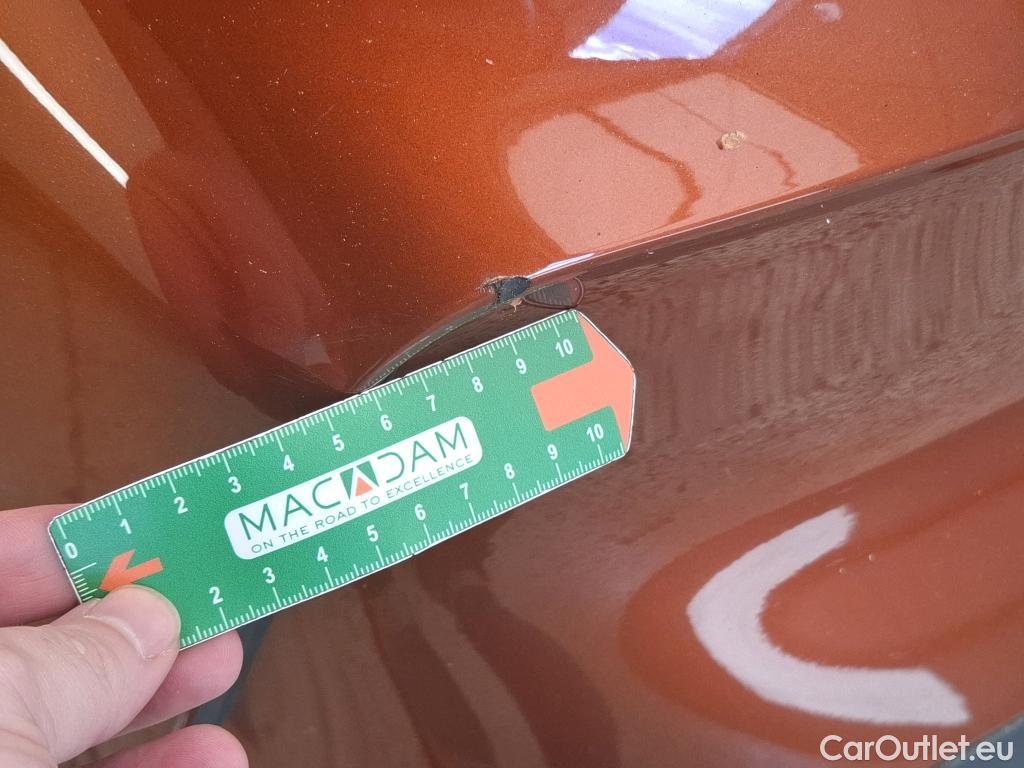 0 1 2 3 4 5 6 7 8 9 10
MACADAM
ON THE ROAD TO EXCELLENCE
2 3 4 5 6 7 8 9 10
CarOutlet.eu